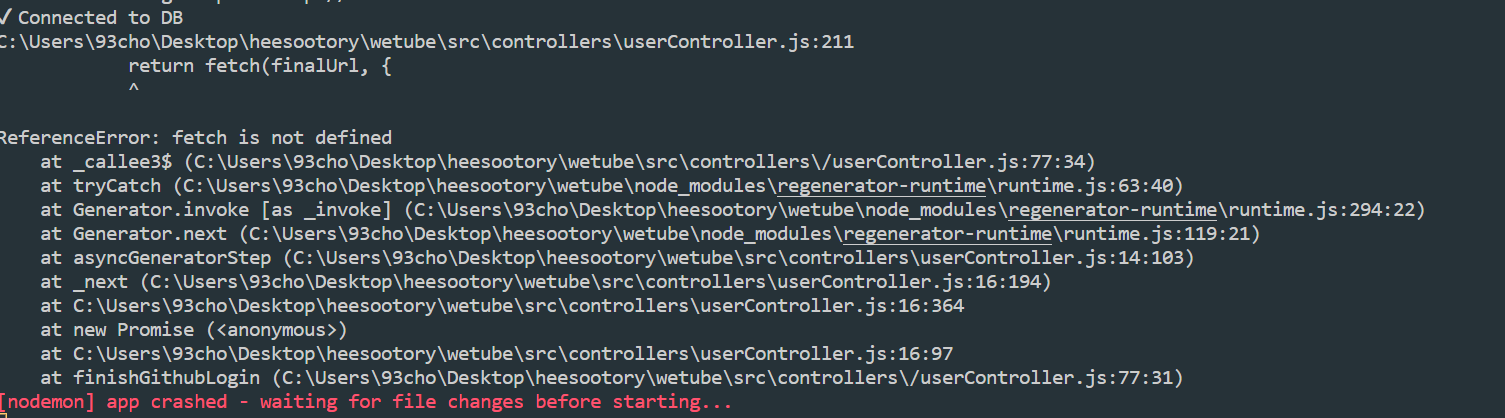 ✓ Connected to DB
C:\Users\93cho\Desktop\heesootory\wetube\src\controllers\userController.js:211
            return fetch(finalUrl, {
            ^
ReferenceError: fetch is not defined
    at _callee3$ (C:\Users\93cho\Desktop\heesootory\wetube\src\controllers\/userController.js:77:34)
    at tryCatch (C:\Users\93cho\Desktop\heesootory\wetube\node_modules\regenerator-runtime\runtime.js:63:40)
    at Generator.invoke [as _invoke] (C:\Users\93cho\Desktop\heesootory\wetube\node_modules\regenerator-runtime\runtime.js:294:22)
    at Generator.next (C:\Users\93cho\Desktop\heesootory\wetube\node_modules\regenerator-runtime\runtime.js:119:21)
    at asyncGeneratorStep (C:\Users\93cho\Desktop\heesootory\wetube\src\controllers\userController.js:14:103)
    at _next (C:\Users\93cho\Desktop\heesootory\wetube\src\controllers\userController.js:16:194)
    at C:\Users\93cho\Desktop\heesootory\wetube\src\controllers\userController.js:16:364
    at new Promise (<anonymous>)
    at C:\Users\93cho\Desktop\heesootory\wetube\src\controllers\userController.js:16:97
    at finishGithubLogin (C:\Users\93cho\Desktop\heesootory\wetube\src\controllers\/userController.js:77:31)
[nodemon] app crashed - waiting for file changes before starting...